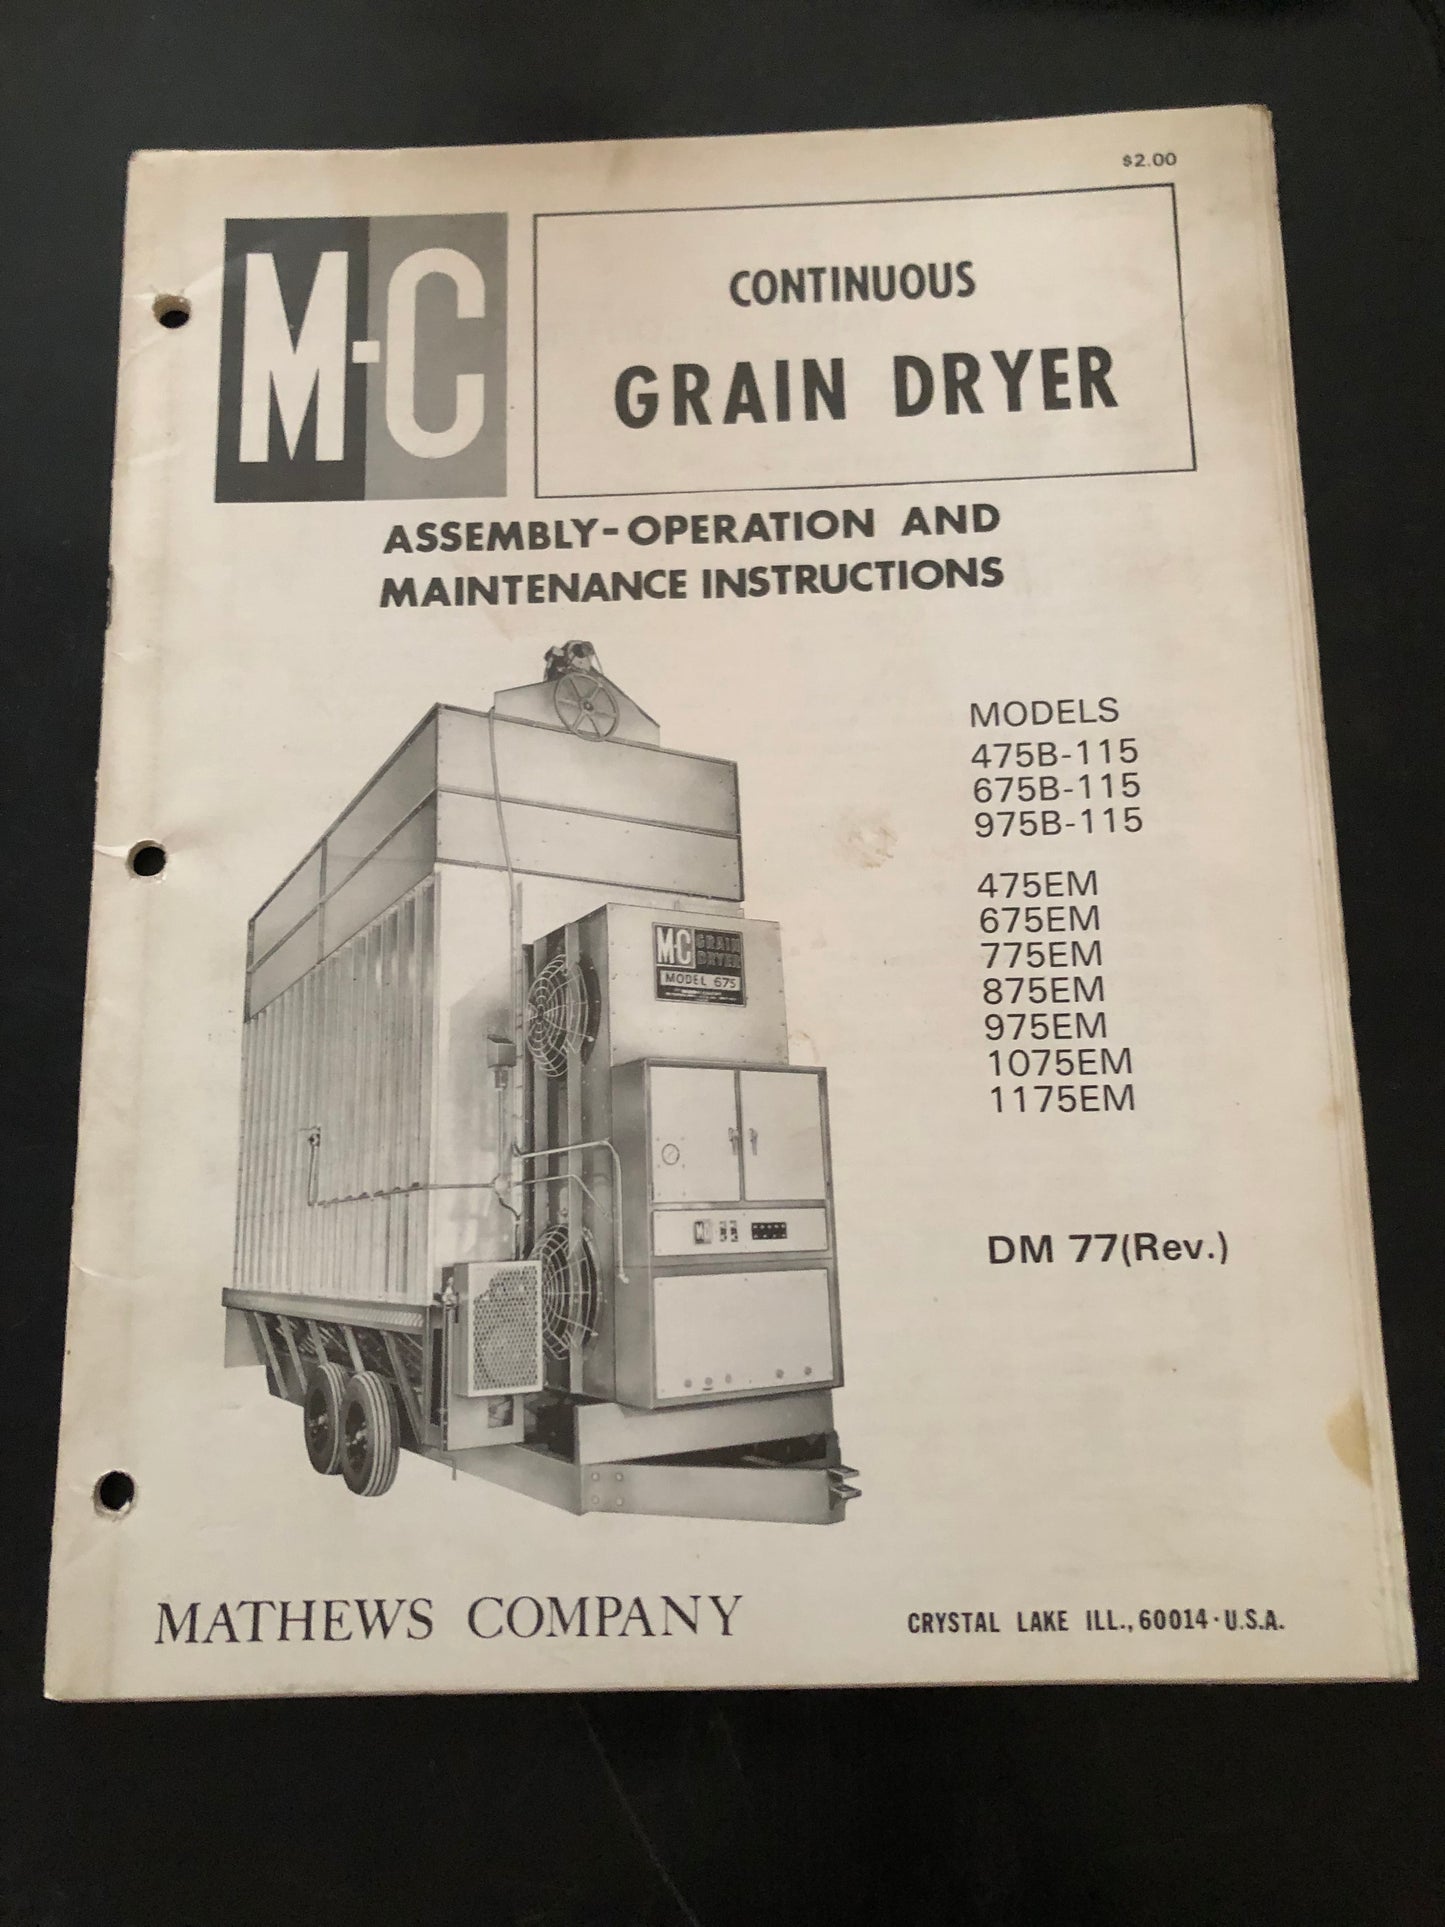 $2.00
M-C
CONTINUOUS
GRAIN DRYER
ASSEMBLY-OPERATION AND
MAINTENANCE INSTRUCTIONS
MODELS
475B-115
675B-115
975B-115
475EM
675EM
775EM
875EM
975EM
1075EM
1175EM
M-C GRAIN
DRYER
MODEL 675
DM 77(Rev.)
MATHEWS COMPANY
CRYSTAL LAKE ILL., 60014 · U.S.A.